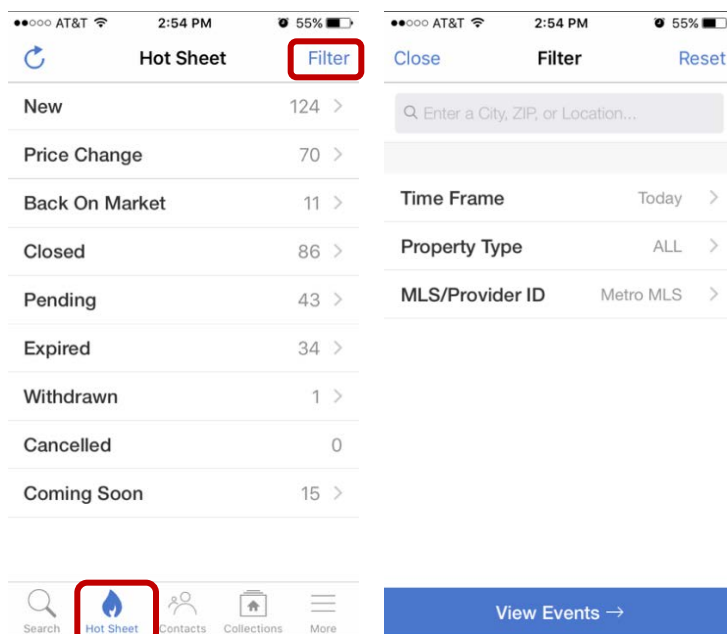 AT&T 2:54 PM 55%
Hot Sheet Filter
New 124
Price Change 70
Back On Market 11
Closed 86
Pending 43
Expired 34
Withdrawn 1
Cancelled 0
Coming Soon 15
Search Hot Sheet Contacts Collections More
AT&T 2:54 PM 55%
Close Filter Reset
Enter a City, ZIP, or Location...
Time Frame Today
Property Type ALL
MLS/Provider ID Metro MLS
View Events →